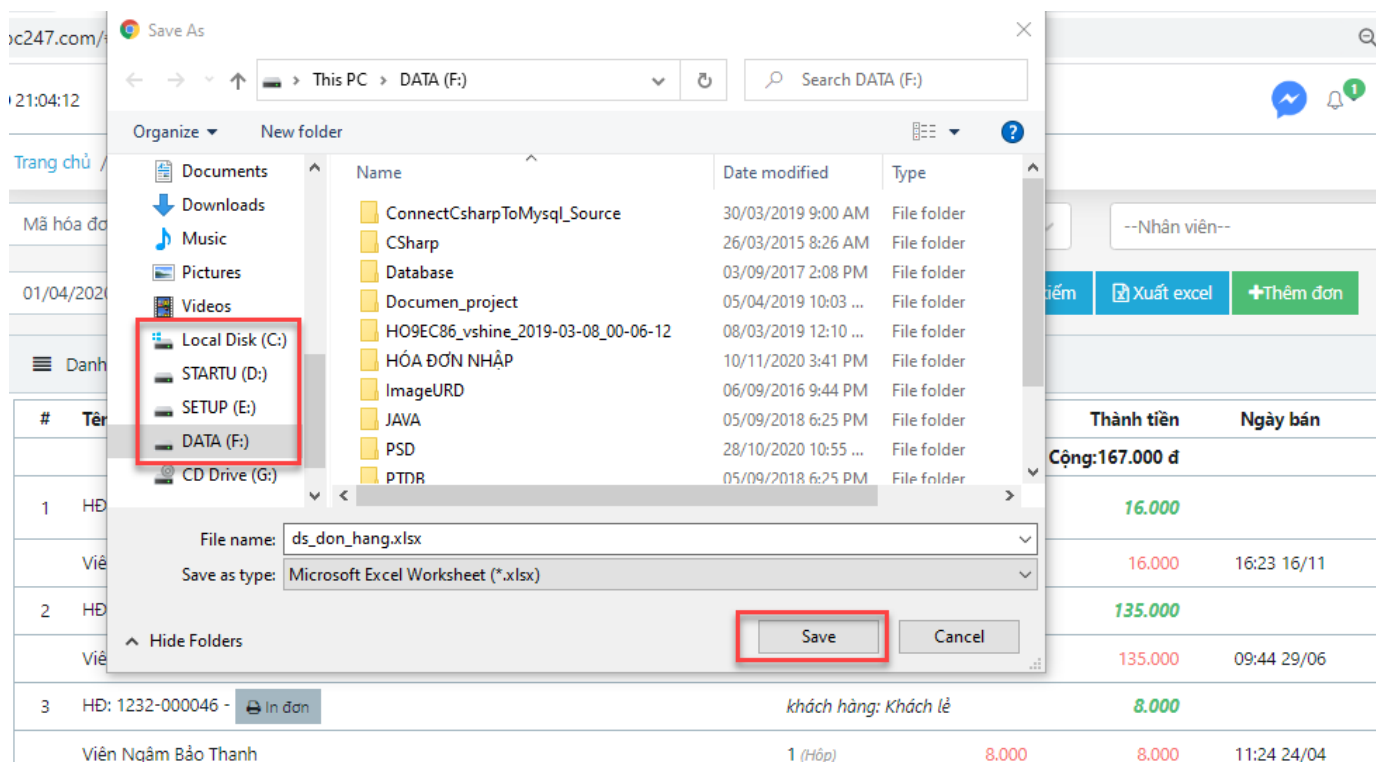 Save As
oc247.com/
This PC > DATA (F:)
Search DATA (F:)
21:04:12
1
Organize
New folder
?
Trang chủ /
Documents
Name
Date modified
Type
Downloads
ConnectCsharpToMysql_Source 30/03/2019 9:00 AM File folder
Mã hóa đơ
--Nhân viên--
Music
CSharp 26/03/2015 8:26 AM File folder
Pictures
Database 03/09/2017 2:08 PM File folder
01/04/202
Videos
Documen_project 05/04/2019 10:03 ... File folder
iếm
Xuất excel
+Thêm đơn
Local Disk (C:)
HO9EC86_vshine_2019-03-08_00-06-12 08/03/2019 12:10 ... File folder
Danh
STARTU (D:)
HÓA ĐƠN NHẬP 10/11/2020 3:41 PM File folder
SETUP (E:)
ImageURD 06/09/2016 9:44 PM File folder
# Tên
DATA (F:)
JAVA 05/09/2018 6:25 PM File folder
Thành tiền Ngày bán
PSD 28/10/2020 10:55 ... File folder
Cộng:167.000 đ
CD Drive (G:)
PTDB 05/09/2018 6:25 PM File folder
1 HĐ 16.000
File name: ds_don_hang.xlsx
Viê 16.000 16:23 16/11
Save as type: Microsoft Excel Worksheet (*.xlsx)
2 HĐ 135.000
Hide Folders
Save
Cancel
Viê 135.000 09:44 29/06
3 HĐ: 1232-000046 - In đơn khách hàng: Khách lẻ 8.000
Viên Ngậm Bảo Thanh 1 (Hộp) 8.000 8.000 11:24 24/04